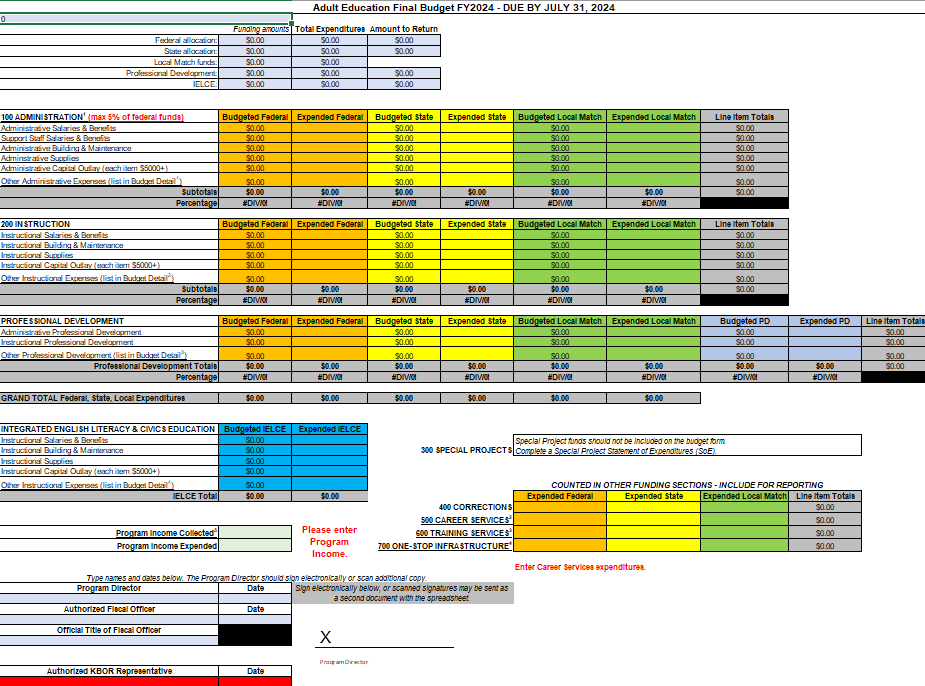 Adult Education Final Budget FY2024 - DUE BY JULY 31, 2024
0
Funding amounts Total Expenditures Amount to Return
Federal allocation: $0.00 $0.00 $0.00
State allocation: $0.00 $0.00 $0.00
Local Match funds: $0.00 $0.00
Professional Development: $0.00 $0.00 $0.00
IELCE: $0.00 $0.00 $0.00
100 ADMINISTRATION¹ (max 5% of federal funds) Budgeted Federal Expended Federal Budgeted State Expended State Budgeted Local Match Expended Local Match Line Item Totals
Administrative Salaries & Benefits $0.00 $0.00 $0.00 $0.00
Support Staff Salaries & Benefits $0.00 $0.00 $0.00 $0.00
Administrative Building & Maintenance $0.00 $0.00 $0.00 $0.00
Adminstrative Supplies $0.00 $0.00 $0.00 $0.00
Administrative Capital Outlay (each item $5000+) $0.00 $0.00 $0.00 $0.00
Other Administrative Expenses (list in Budget Detail¹) $0.00 $0.00 $0.00 $0.00
Subtotals $0.00 $0.00 $0.00 $0.00 $0.00 $0.00 $0.00
Percentage #DIV/0! #DIV/0! #DIV/0! #DIV/0! #DIV/0! #DIV/0!
200 INSTRUCTION Budgeted Federal Expended Federal Budgeted State Expended State Budgeted Local Match Expended Local Match Line Item Totals
Instructional Salaries & Benefits $0.00 $0.00 $0.00 $0.00
Instructional Building & Maintenance $0.00 $0.00 $0.00 $0.00
Instructional Supplies $0.00 $0.00 $0.00 $0.00
Instructional Capital Outlay (each item $5000+) $0.00 $0.00 $0.00 $0.00
Other Instructional Expenses (list in Budget Detail²) $0.00 $0.00 $0.00 $0.00
Subtotals $0.00 $0.00 $0.00 $0.00 $0.00 $0.00 $0.00
Percentage #DIV/0! #DIV/0! #DIV/0! #DIV/0! #DIV/0! #DIV/0!
PROFESSIONAL DEVELOPMENT Budgeted Federal Expended Federal Budgeted State Expended State Budgeted Local Match Expended Local Match Budgeted PD Expended PD Line Item Totals
Administrative Professional Development $0.00 $0.00 $0.00 $0.00 $0.00
Instructional Professional Development $0.00 $0.00 $0.00 $0.00 $0.00
Other Professional Development (list in Budget Detail³) $0.00 $0.00 $0.00 $0.00 $0.00
Professional Development Totals $0.00 $0.00 $0.00 $0.00 $0.00 $0.00 $0.00 $0.00 $0.00
Percentage #DIV/0! #DIV/0! #DIV/0! #DIV/0! #DIV/0! #DIV/0! #DIV/0! #DIV/0!
GRAND TOTAL Federal, State, Local Expenditures $0.00 $0.00 $0.00 $0.00 $0.00 $0.00
INTEGRATED ENGLISH LITERACY & CIVICS EDUCATION Budgeted IELCE Expended IELCE
Instructional Salaries & Benefits $0.00
Instructional Building & Maintenance $0.00
Instructional Supplies $0.00
Instructional Capital Outlay (each item $5000+) $0.00
Other Instructional Expenses (list in Budget Detail⁴) $0.00
IELCE Total $0.00 $0.00
300 SPECIAL PROJECTS
Special Project funds should not be included on the budget form.
Complete a Special Project Statement of Expenditures (SoE).
COUNTED IN OTHER FUNDING SECTIONS - INCLUDE FOR REPORTING
Expended Federal Expended State Expended Local Match Line Item Totals
400 CORRECTIONS $0.00
500 CAREER SERVICES² $0.00
600 TRAINING SERVICES³ $0.00
700 ONE-STOP INFRASTRUCTURE⁴ $0.00
Enter Career Services expenditures.
Program Income Collected⁵
Program Income Expended
Please enter
Program
Income.
Type names and dates below. The Program Director should sign electronically or scan additional copy.
Program Director Date
Sign electronically below, or scanned signatures may be sent as
a second document with the spreadsheet.
Authorized Fiscal Officer Date
Official Title of Fiscal Officer
X
Program Director
Authorized KBOR Representative Date